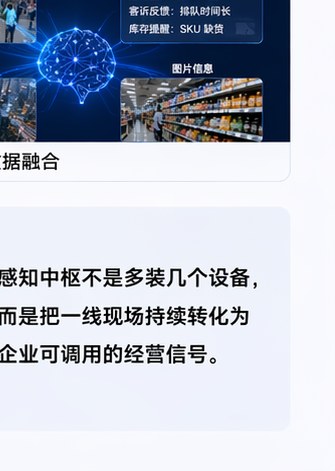 客诉反馈：排队时间长
库存提醒：SKU 缺货
图片信息
据融合
感知中枢不是多装几个设备，
而是把一线现场持续转化为
企业可调用的经营信号。